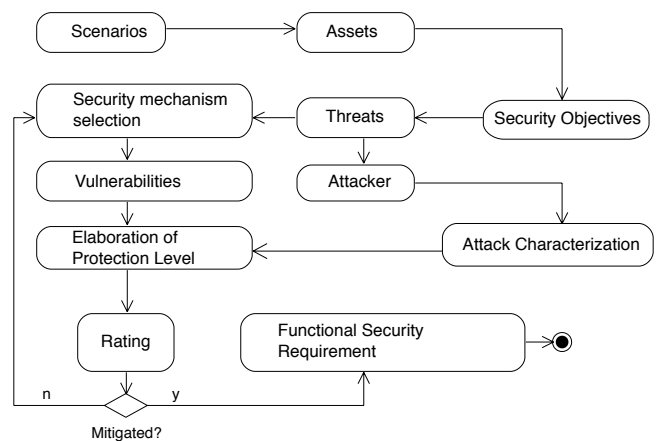 Scenarios
Assets
Security mechanism
selection
Threats
Security Objectives
Vulnerabilities
Attacker
Elaboration of
Protection Level
Attack Characterization
Rating
Functional Security
Requirement
n
y
Mitigated?